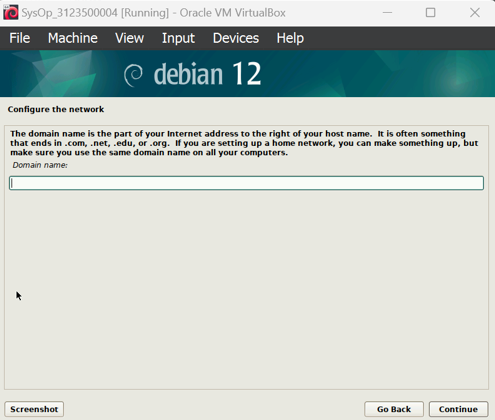 SysOp_3123500004 [Running] - Oracle VM VirtualBox
File Machine View Input Devices Help
debian 12
Configure the network
The domain name is the part of your Internet address to the right of your host name. It is often something
that ends in .com, .net, .edu, or .org. If you are setting up a home network, you can make something up, but
make sure you use the same domain name on all your computers.
Domain name:
Screenshot Go Back Continue